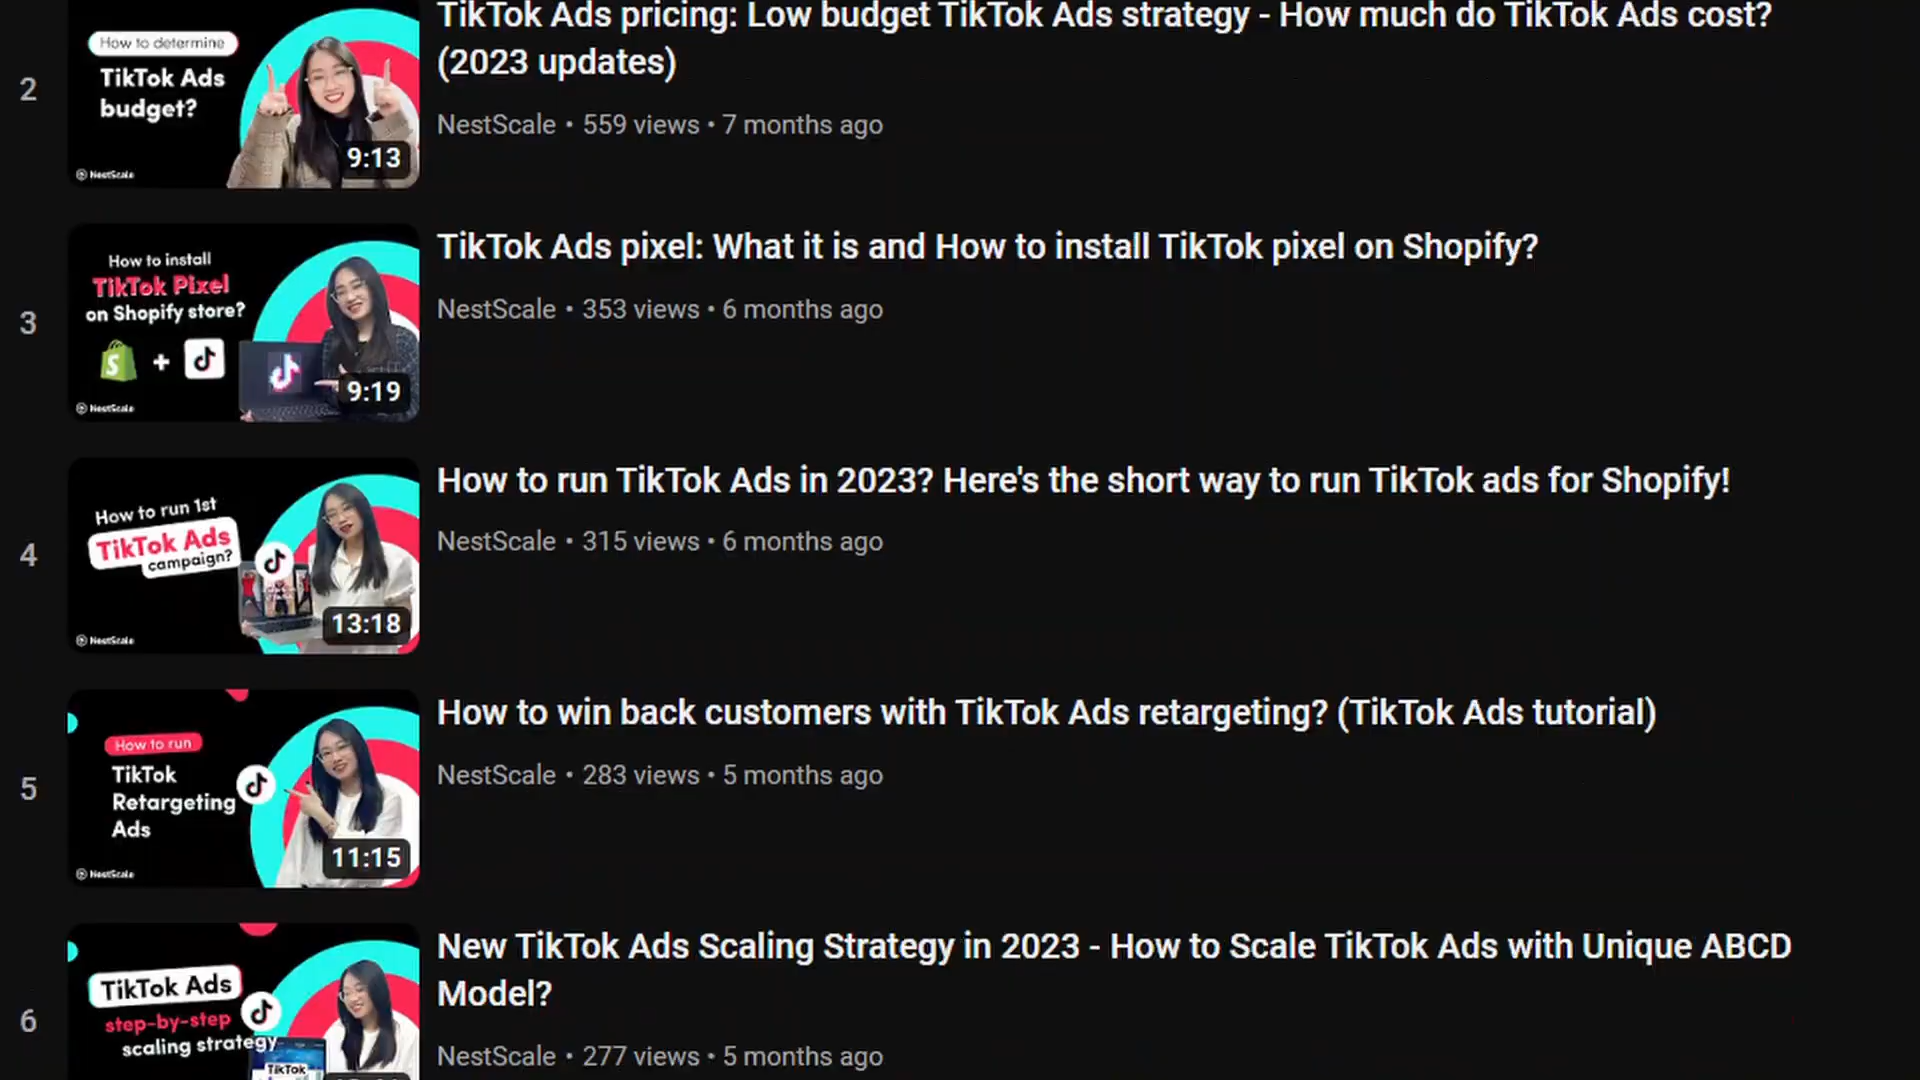 TikTok Ads pricing: Low budget TikTok Ads strategy - How much do TikTok Ads cost?
(2023 updates)
NestScale • 559 views • 7 months ago
2
How to determine
TikTok Ads
budget?
9:13
NestScale
TikTok Ads pixel: What it is and How to install TikTok pixel on Shopify?
NestScale • 353 views • 6 months ago
3
How to install
TikTok Pixel
on Shopify store?
S + 
9:19
NestScale
How to run TikTok Ads in 2023? Here's the short way to run TikTok ads for Shopify!
NestScale • 315 views • 6 months ago
4
How to run 1st
TikTok Ads
campaign?
13:18
NestScale
How to win back customers with TikTok Ads retargeting? (TikTok Ads tutorial)
NestScale • 283 views • 5 months ago
5
How to run
TikTok
Retargeting
Ads
11:15
NestScale
New TikTok Ads Scaling Strategy in 2023 - How to Scale TikTok Ads with Unique ABCD
Model?
NestScale • 277 views • 5 months ago
6
TikTok Ads
step-by-step
scaling strategy
TikTok